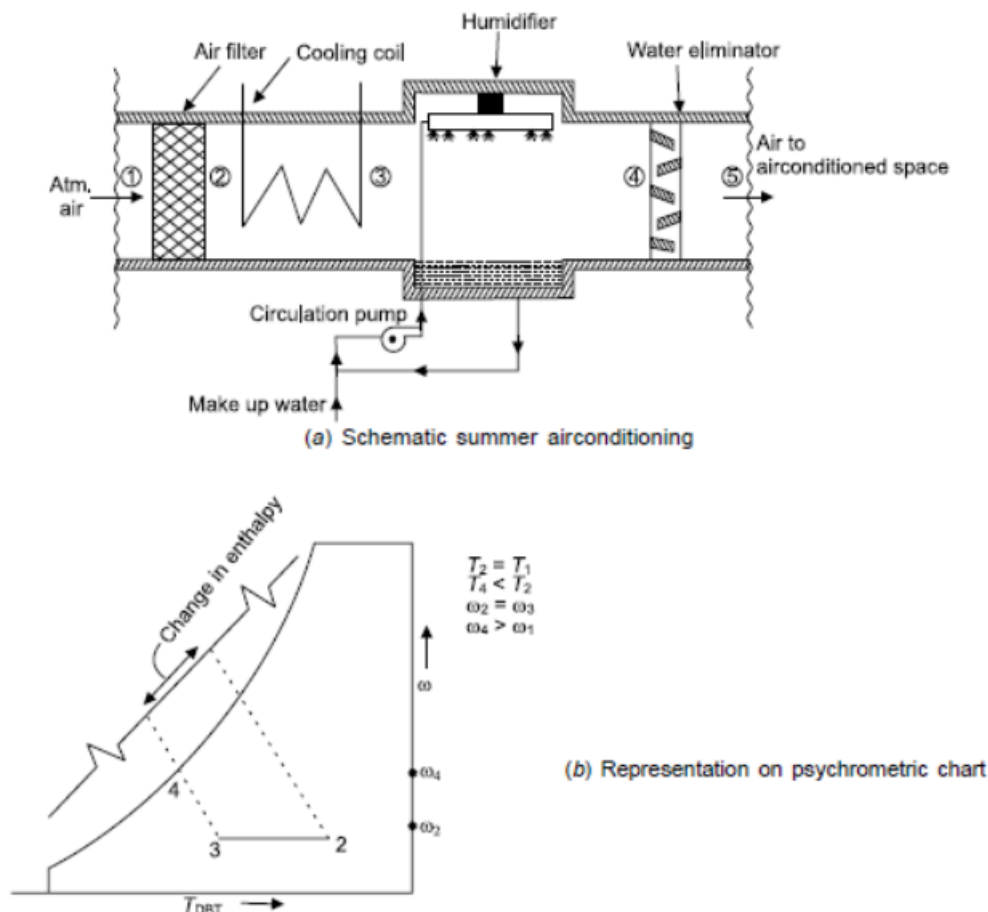 Humidifier
Air filter
Cooling coil
Water eliminator
①
②
③
④
⑤
Atm.
air
Air to
airconditioned space
Circulation pump
Make up water
(a) Schematic summer airconditioning
Change in enthalpy
T₂ = T₁
T₄ < T₂
ω₂ = ω₃
ω₄ > ω₁
ω
ω₄
ω₂
4
3
2
T_DBT
(b) Representation on psychrometric chart